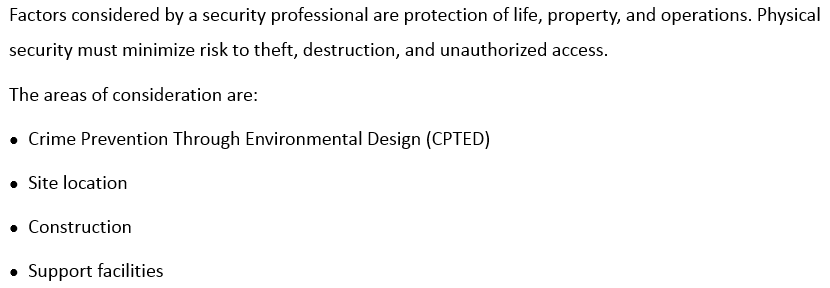 Factors considered by a security professional are protection of life, property, and operations. Physical
security must minimize risk to theft, destruction, and unauthorized access.
The areas of consideration are:
• Crime Prevention Through Environmental Design (CPTED)
• Site location
• Construction
• Support facilities